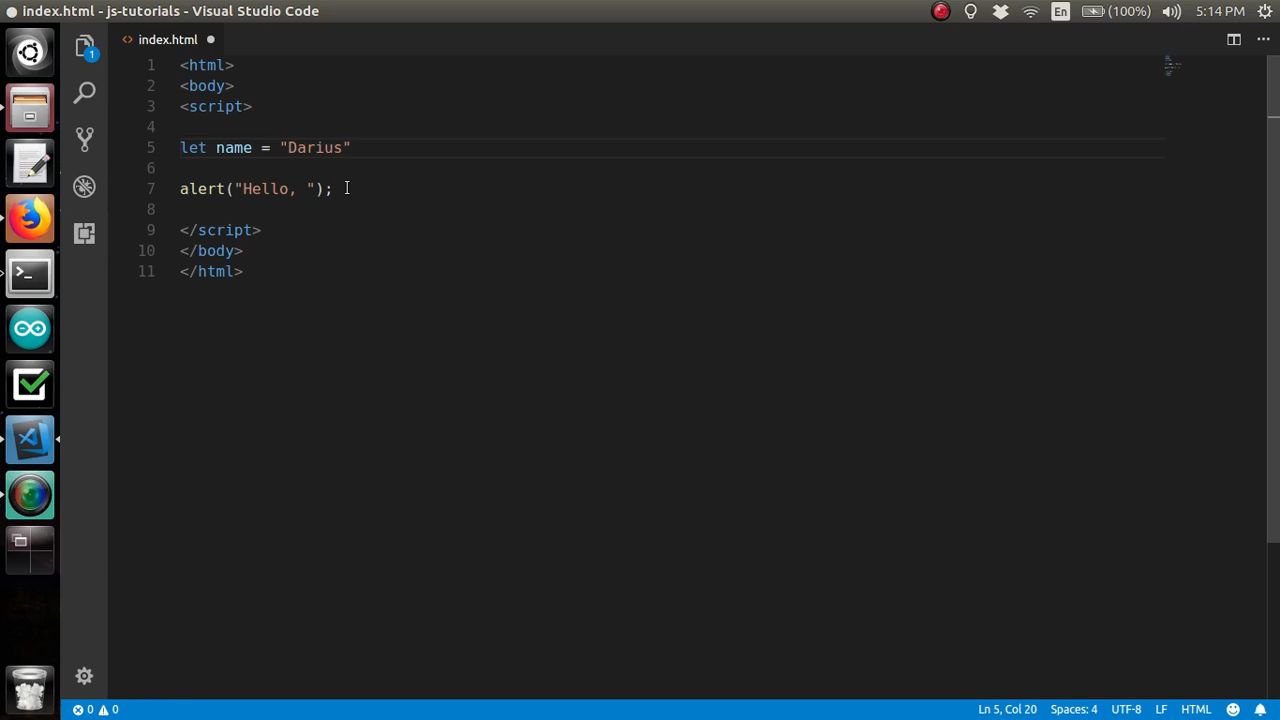 index.html - js-tutorials - Visual Studio Code
En
(100%)
5:14 PM
1
index.html
1 <html>
2 <body>
3 <script>
4
5 let name = "Darius"
6
7 alert("Hello, ");
8
9 </script>
10 </body>
11 </html>
0 0
Ln 5, Col 20
Spaces: 4
UTF-8
LF
HTML